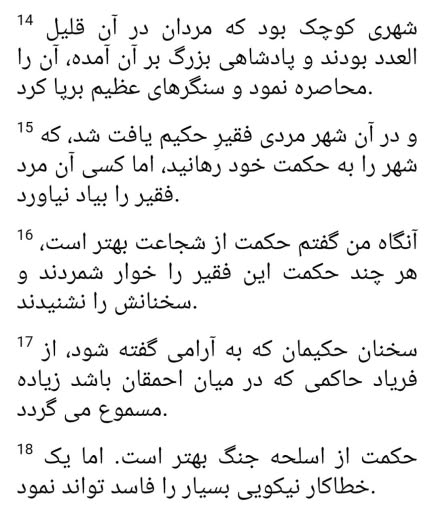 14 شهری کوچک بود که مردان در آن قلیل
العدد بودند و پادشاهی بزرگ بر آن آمده، آن را
محاصره نمود و سنگرهای عظیم برپا کرد.
15 و در آن شهر مردی فقیرِ حکیم یافت شد، که
شهر را به حکمت خود رهانید، اما کسی آن مرد
فقیر را بیاد نیاورد.
16 آنگاه من گفتم حکمت از شجاعت بهتر است،
هر چند حکمت این فقیر را خوار شمردند و
سخنانش را نشنیدند.
17 سخنان حکیمان که به آرامی گفته شود، از
فریاد حاکمی که در میان احمقان باشد زیاده
مسموع می گردد.
18 حکمت از اسلحه جنگ بهتر است. اما یک
خطاکار نیکویی بسیار را فاسد تواند نمود.